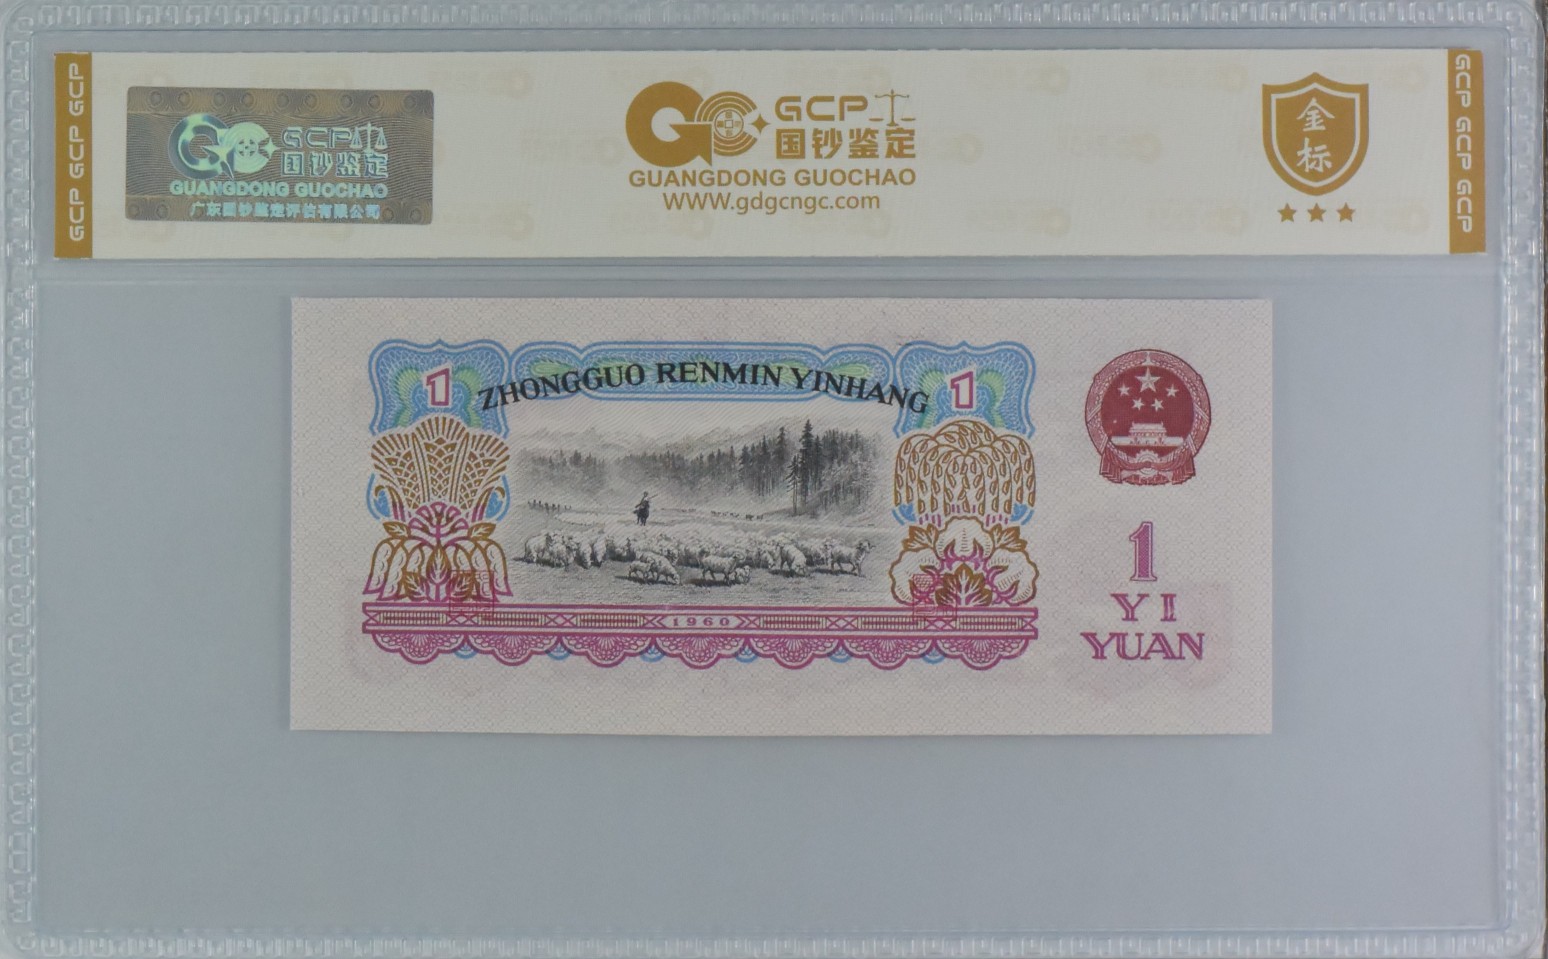 GCP GCP GCP
GCP
国钞鉴定
GUANGDONG GUOCHAO
广东国钞鉴定评估有限公司
GCP
国钞鉴定
GUANGDONG GUOCHAO
WWW.gdgcngc.com
金
标
GCP GCP GCP
1
ZHONGGUO RENMIN YINHANG
1
1960
1
YI
YUAN